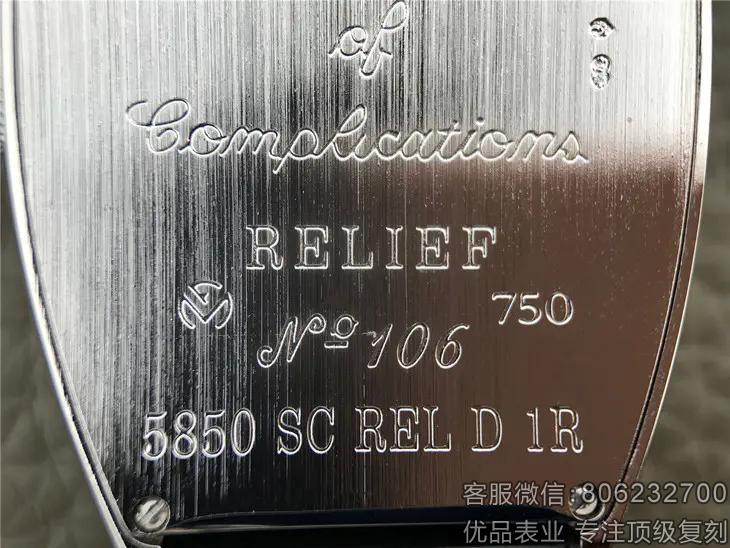 of
Complications
RELIEF
750
Nº 106
5850 SC REL D 1R
客服微信:806232700
优品表业 专注顶级复刻